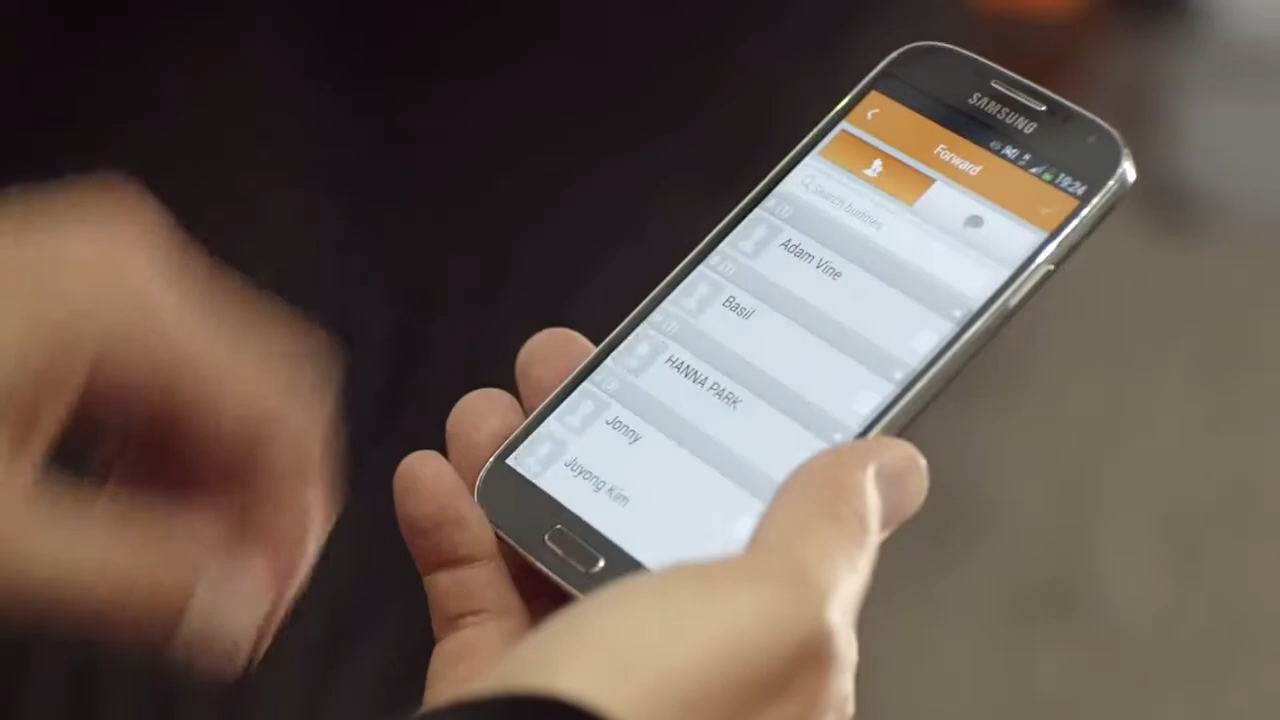 SAMSUNG
19:24
Forward
Search buddies
Adam Vine
Basil
HANNA PARK
Jonny
Juyong Kim